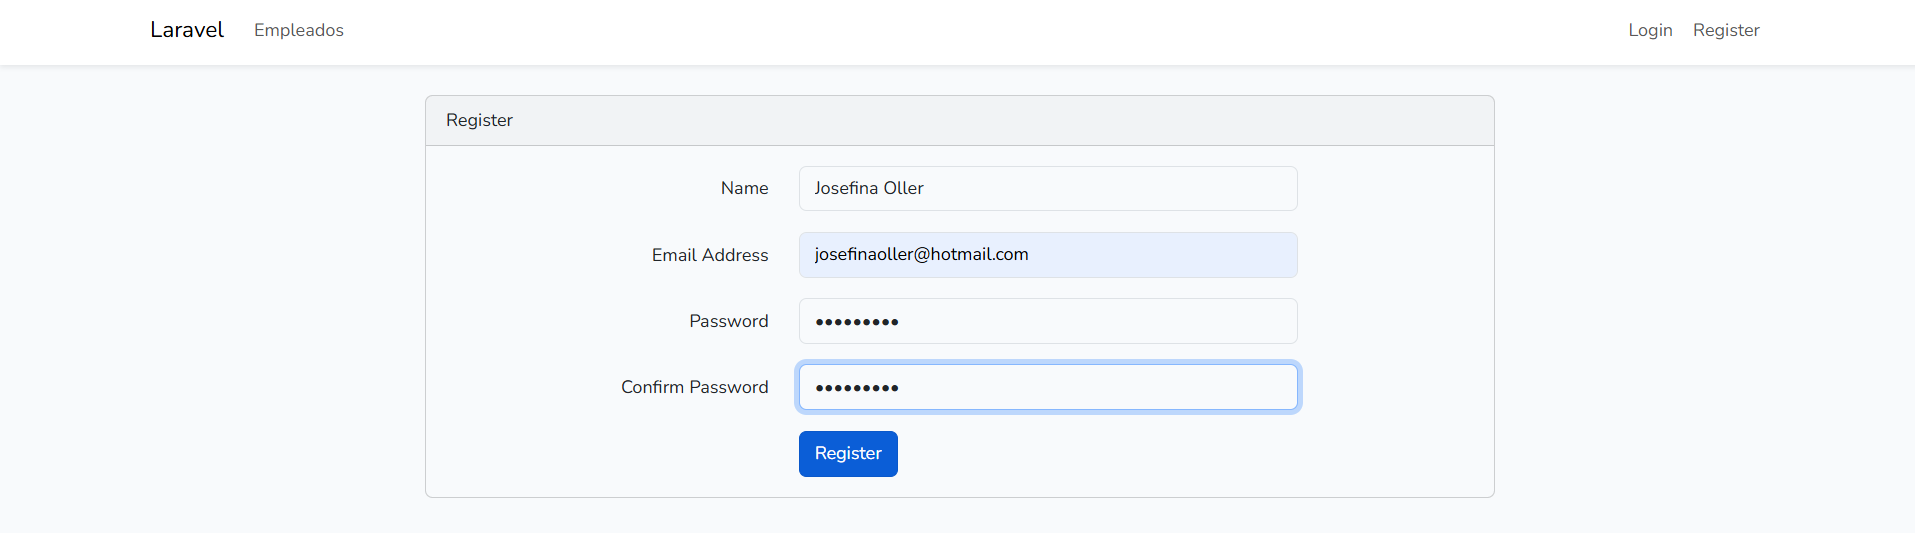 Laravel Empleados Login Register
Register
Name Josefina Oller
Email Address josefinaoller@hotmail.com
Password •••••••••
Confirm Password •••••••••
Register